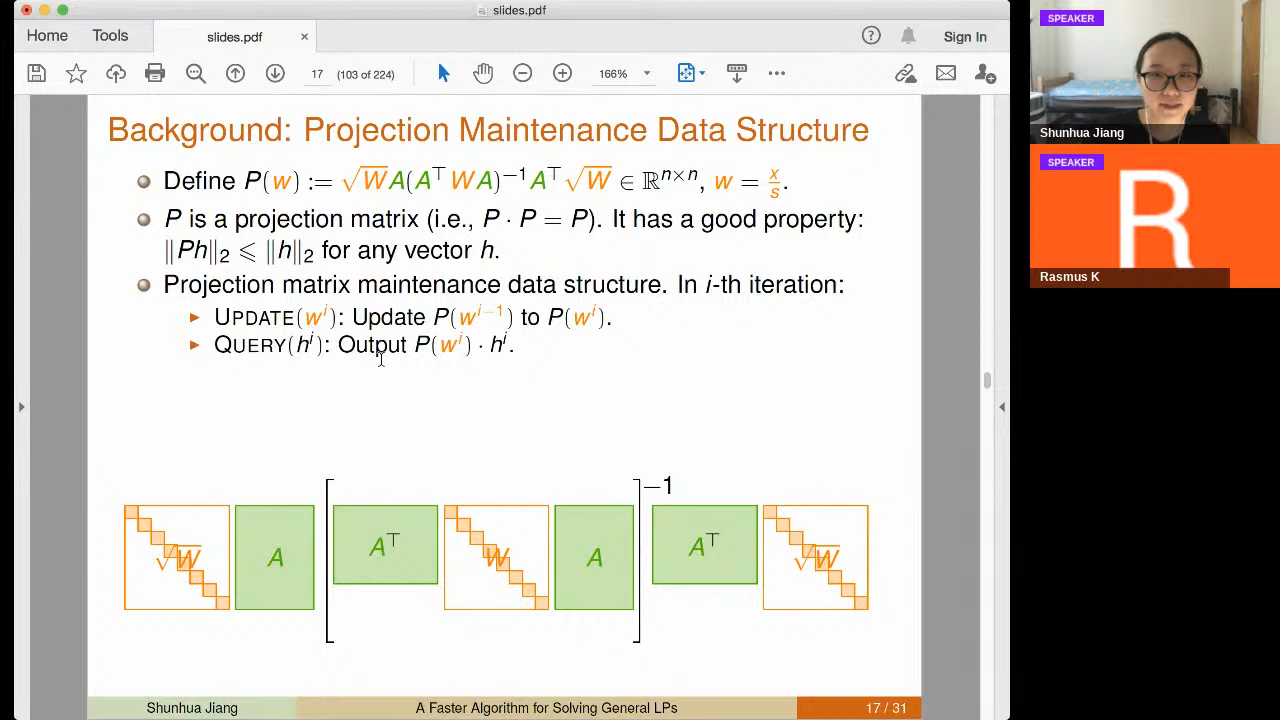 slides.pdf
Home
Tools
slides.pdf
×
Sign In
17
(103 of 224)
166%
Background: Projection Maintenance Data Structure
Define P(w) := √W A(A⊤WA)⁻¹A⊤√W ∈ ℝⁿˣⁿ, w = x/s.
P is a projection matrix (i.e., P · P = P). It has a good property:
‖Ph‖₂ ⩽ ‖h‖₂ for any vector h.
Projection matrix maintenance data structure. In i-th iteration:
UPDATE(wⁱ): Update P(wⁱ⁻¹) to P(wⁱ).
QUERY(hⁱ): Output P(wⁱ) · hⁱ.
−1
√W
A
A⊤
W
A
A⊤
√W
Shunhua Jiang
A Faster Algorithm for Solving General LPs
17 / 31
SPEAKER
Shunhua Jiang
SPEAKER
R
Rasmus K